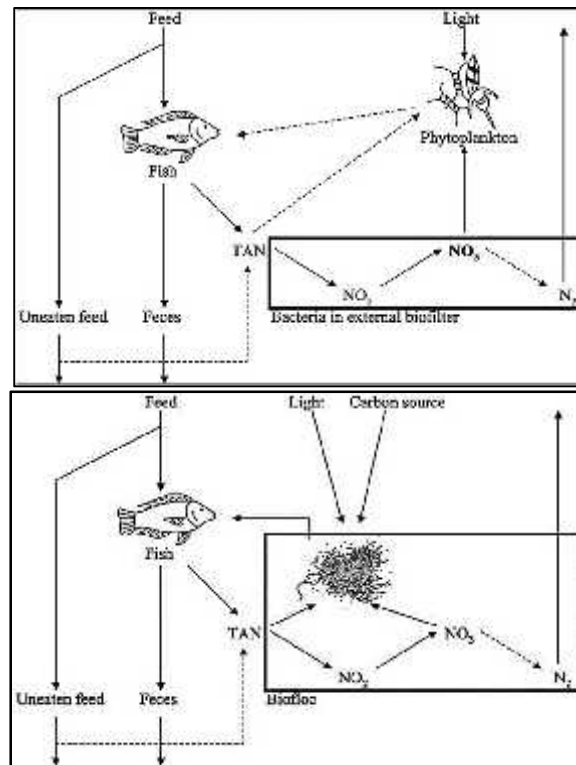 Feed Light
Phytoplankton
Fish
TAN NO₃
NO₂ N₂
Uneaten feed Feces Bacteria in external biofilter
Feed Light Carbon source
Fish
TAN NO₃
NO₂ N₂
Uneaten feed Feces Biofloc